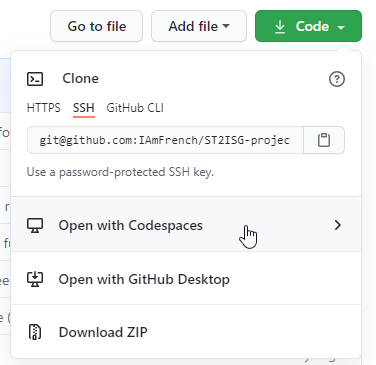 Go to file Add file Code
Clone
HTTPS SSH GitHub CLI
git@github.com:IAmFrench/ST2ISG-projec
Use a password-protected SSH key.
Open with Codespaces
Open with GitHub Desktop
Download ZIP